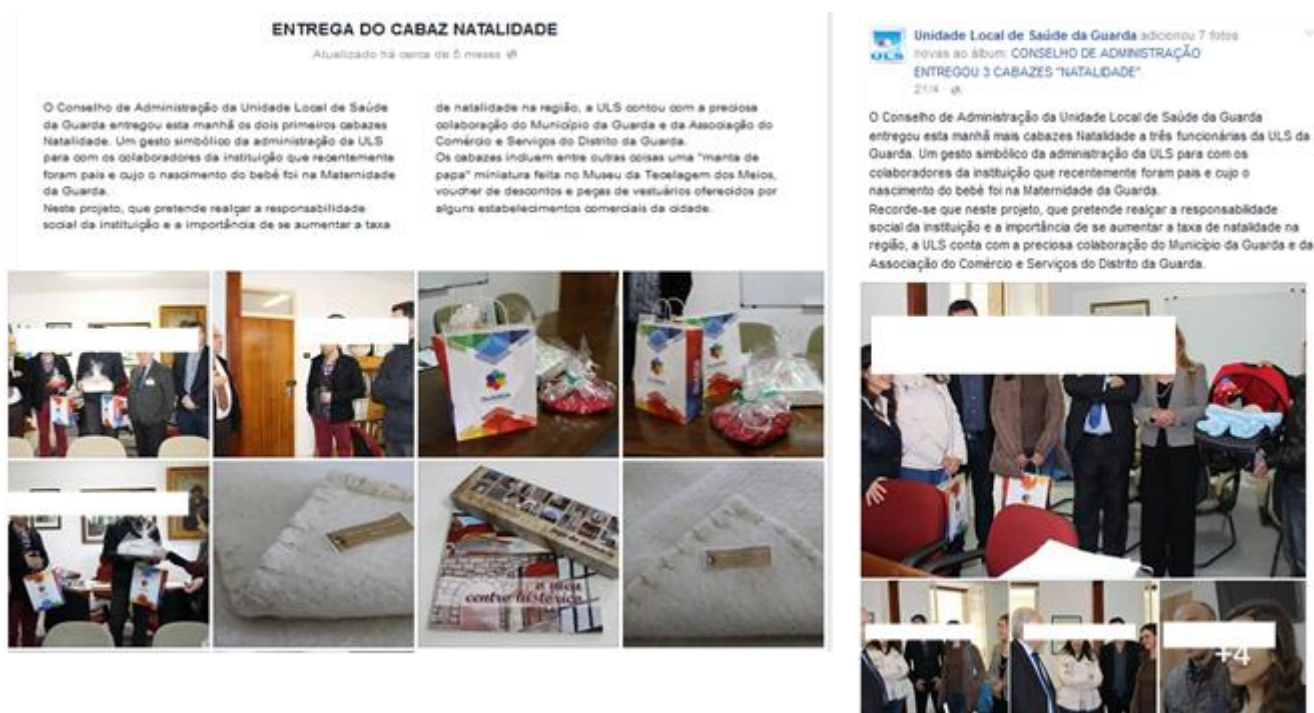 ENTREGA DO CABAZ NATALIDADE
Atualizado há cerca de 6 meses
O Conselho de Administração da Unidade Local de Saúde
da Guarda entregou esta manhã os dois primeiros cabazes
Natalidade. Um gesto simbólico da administração da ULS
para com os colaboradores da instituição que recentemente
foram pais e cujo o nascimento do bebé foi na Maternidade
da Guarda.
Neste projeto, que pretende realçar a responsabilidade
social da instituição e a importância de se aumentar a taxa
de natalidade na região, a ULS contou com a preciosa
colaboração do Município da Guarda e da Associação do
Comércio e Serviços do Distrito da Guarda.
Os cabazes incluem entre outras coisas uma "manta de
papa" miniatura feita no Museu da Tecelagem dos Meios,
voucher de descontos e peças de vestuários oferecidos por
alguns estabelecimentos comerciais da cidade.
GUARDA
GUARDA
o meu
centro histórico
ULS
Unidade Local de Saúde da Guarda adicionou 7 fotos
novas ao álbum: CONSELHO DE ADMINISTRAÇÃO
ENTREGOU 3 CABAZES "NATALIDADE"
21/4
O Conselho de Administração da Unidade Local de Saúde da Guarda
entregou esta manhã mais cabazes Natalidade a três funcionárias da ULS da
Guarda. Um gesto simbólico da administração da ULS para com os
colaboradores da instituição que recentemente foram pais e cujo o
nascimento do bebé foi na Maternidade da Guarda.
Recorde-se que neste projeto, que pretende realçar a responsabilidade
social da instituição e a importância de se aumentar a taxa de natalidade na
região, a ULS conta com a preciosa colaboração do Município da Guarda e da
Associação do Comércio e Serviços do Distrito da Guarda.
+4